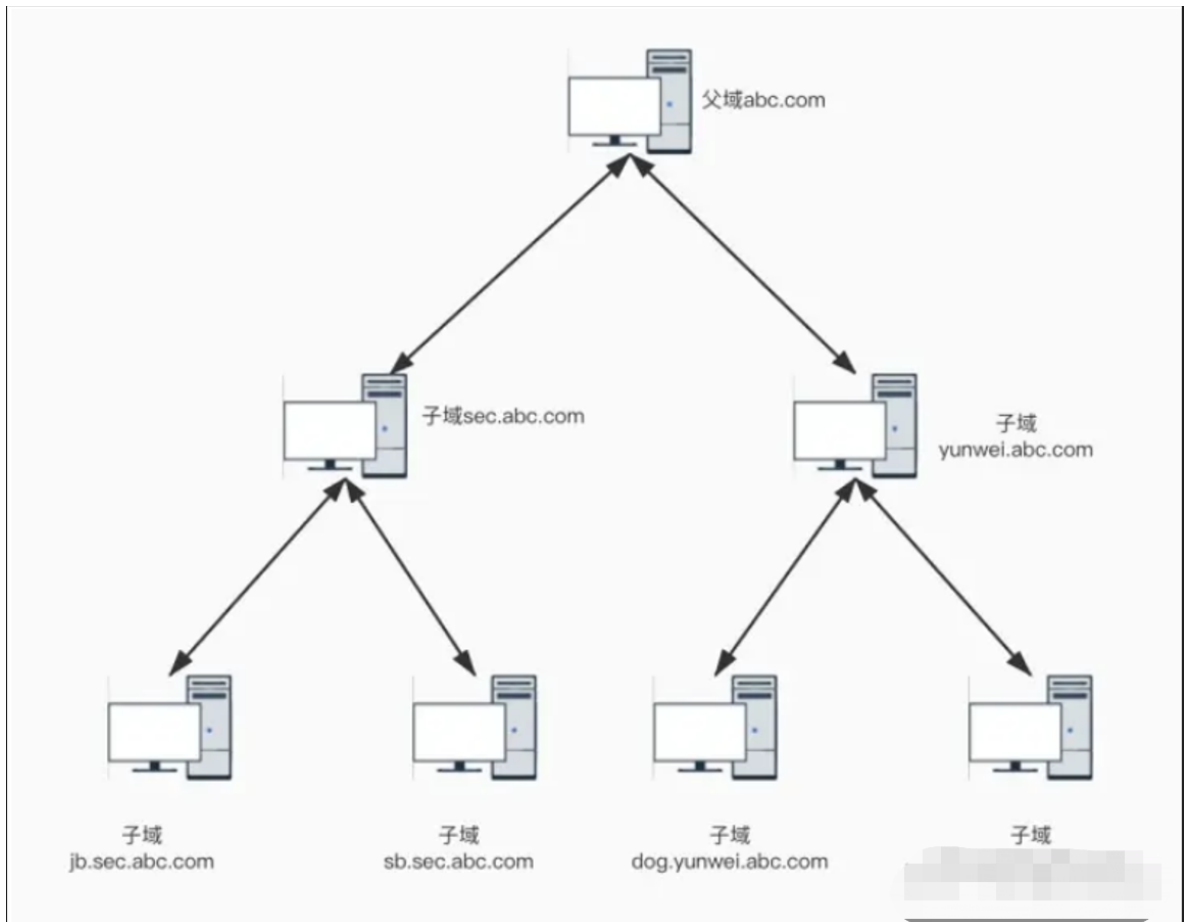 父域abc.com
子域sec.abc.com
子域
yunwei.abc.com
子域
jb.sec.abc.com
子域
sb.sec.abc.com
子域
dog.yunwei.abc.com
子域